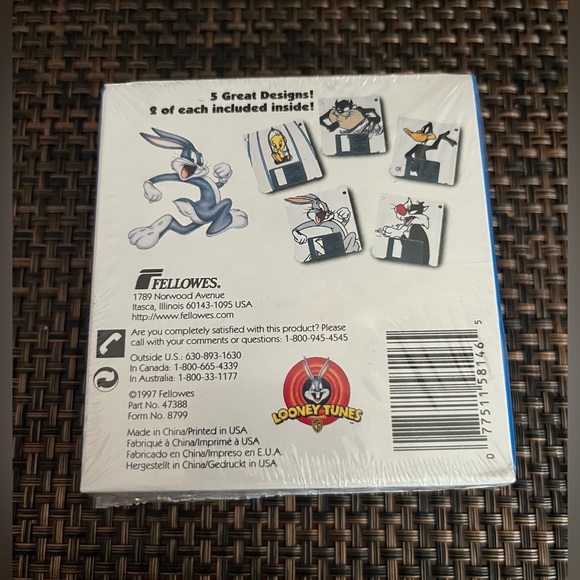 5 Great Designs!
2 of each included inside!
FELLOWES.
1789 Norwood Avenue
Itasca, Illinois 60143-1095 USA
http://www.fellowes.com
Are you completely satisfied with this product? Please
call with your comments or questions: 1-800-945-4545
Outside U.S.: 630-893-1630
In Canada: 1-800-665-4339
In Australia: 1-800-33-1177
©1997 Fellowes
Part No. 47388
Form No. 8799
Made in China/Printed in USA
Fabriqué à China/Imprimé à USA
Fabricado en China/Impreso en E.U.A.
Hergestellt in China/Gedruckt in USA
LOONEY TUNES
WB
0 77511 58146 5